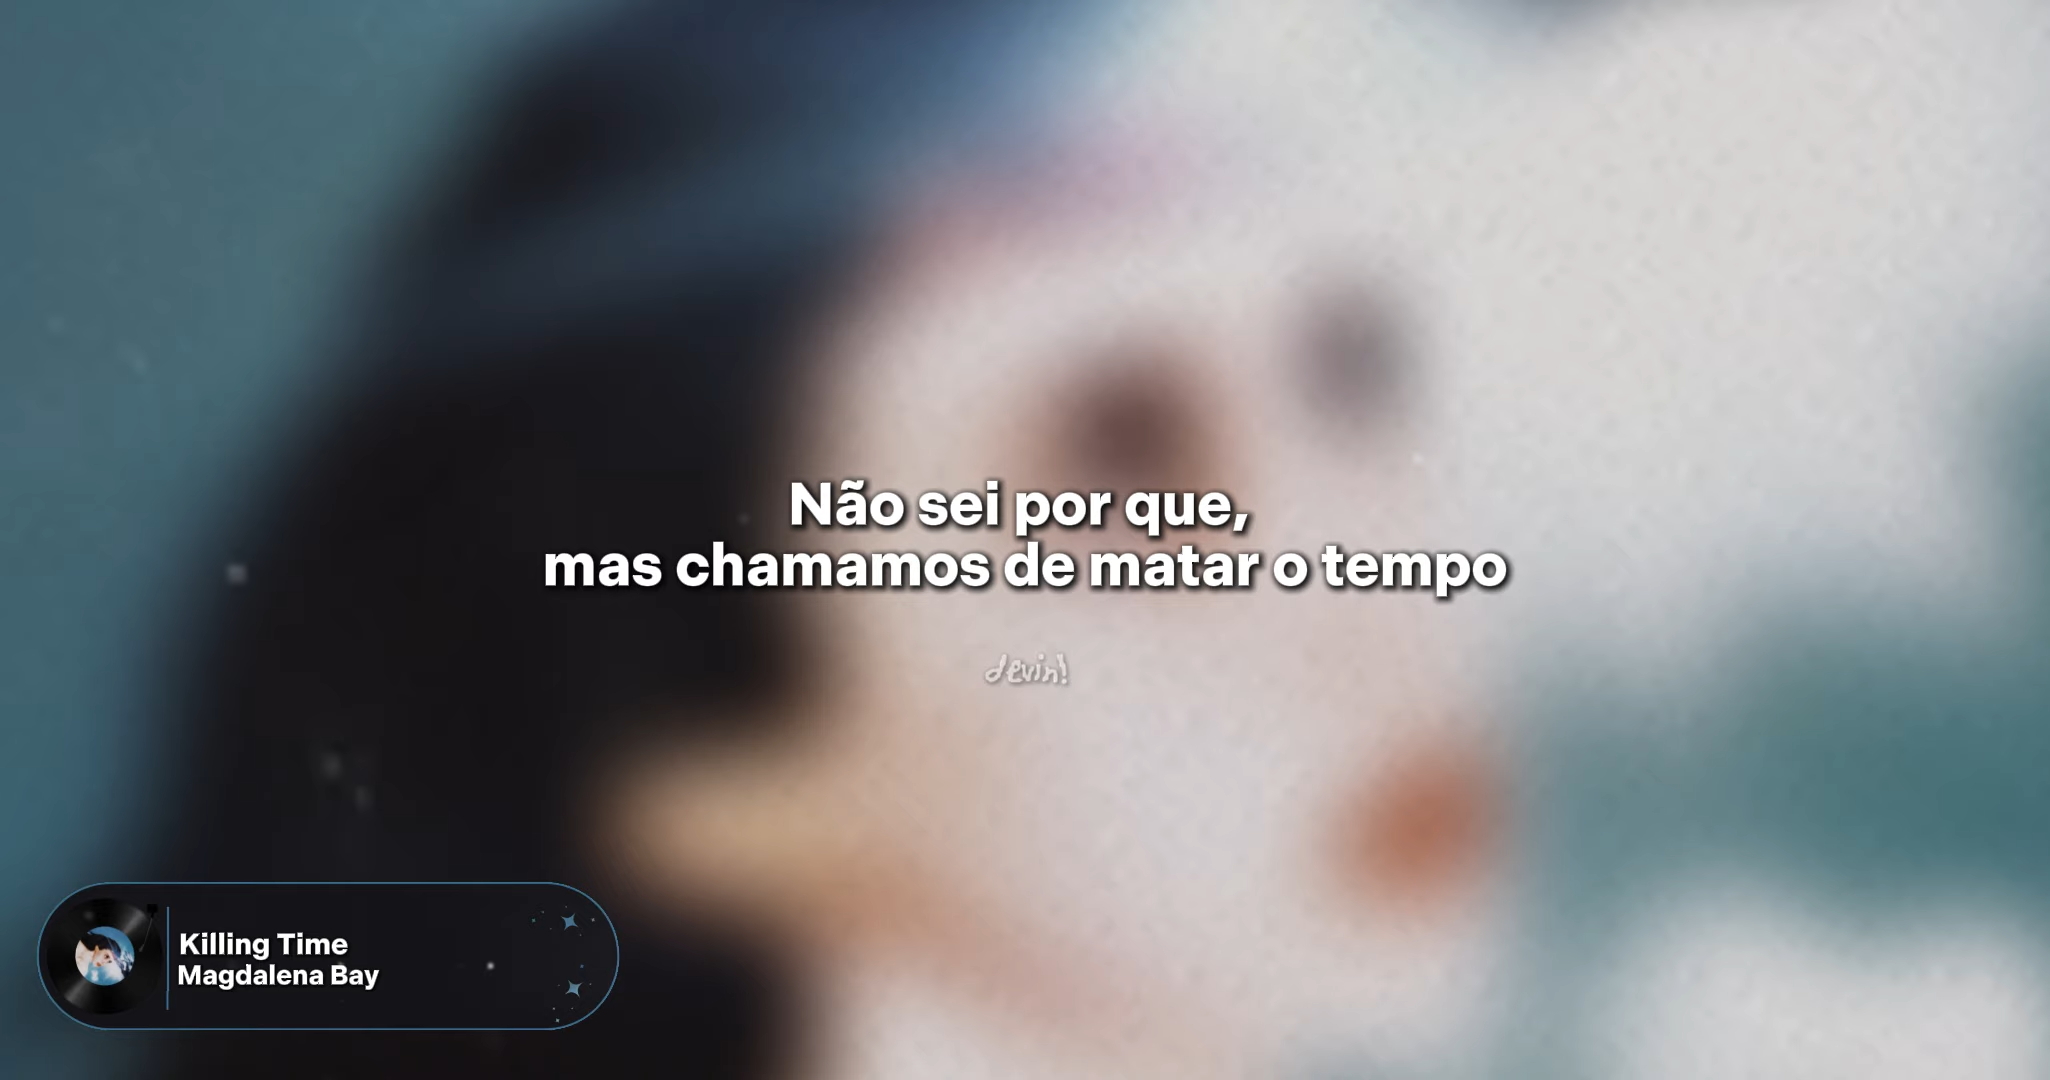 Não sei por que,
mas chamamos de matar o tempo
devin!
Killing Time
Magdalena Bay